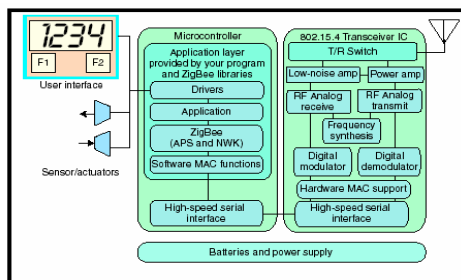 1234
F1
F2
User interface
Sensor/actuators
Microcontroller
Application layer
provided by your program
and ZigBee libraries
Drivers
Application
ZigBee
(APS and NWK)
Software MAC functions
High-speed serial
interface
802.15.4 Transceiver IC
T/R Switch
Low-noise amp
Power amp
RF Analog
receive
RF Analog
transmit
Frequency
synthesis
Digital
modulator
Digital
demodulator
Hardware MAC support
High-speed serial
interface
Batteries and power supply